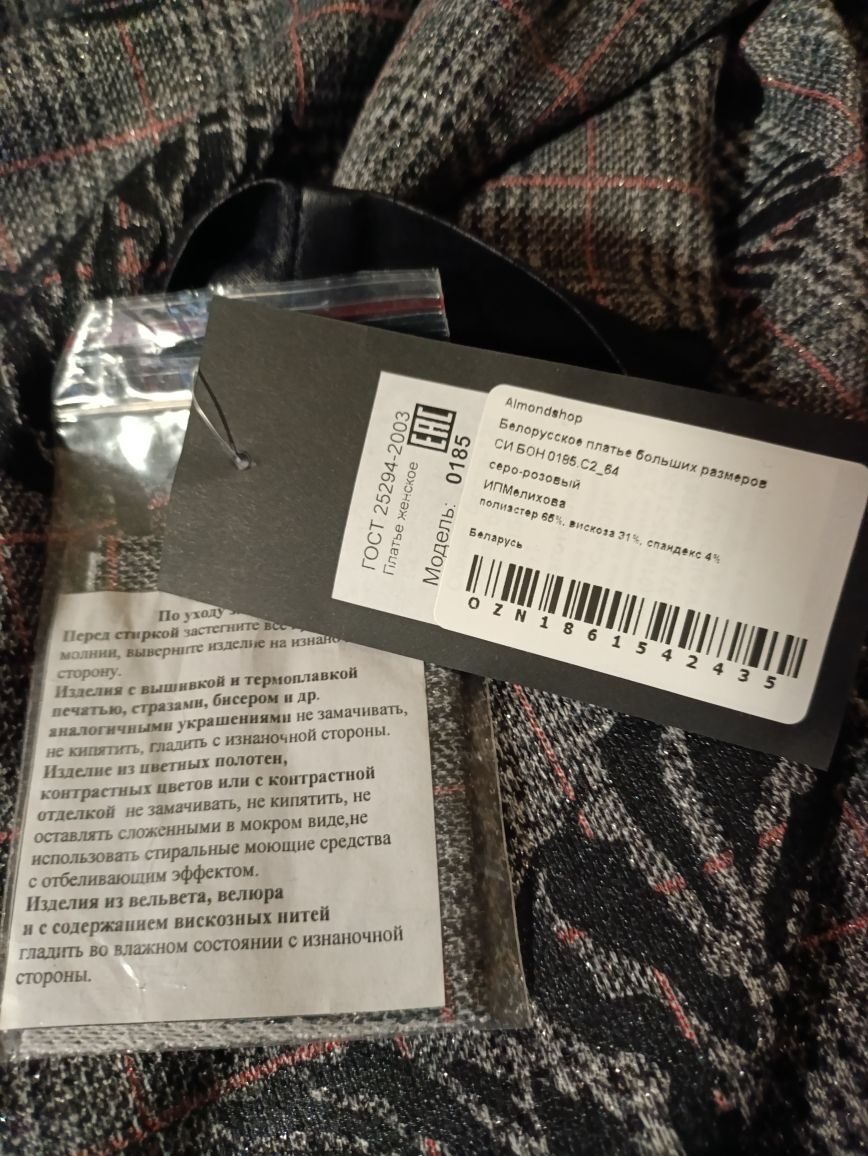 ГОСТ 25294-2003
Платье женское
EAC
Модель: 0185
Almondshop
Белорусское платье больших размеров
СИ.БОН 0185.С2_64
серо-розовый
ИПМелихова
полиэстер 65%, вискоза 31%, спандекс 4%
Беларусь
OZN1861542435
По уходу
Перед стиркой застегните все
молнии, выверните изделие на
сторону.
Изделия с вышивкой и термоплавкой
печатью, стразами, бисером и др.
аналогичными украшениями не замачивать,
не кипятить, гладить с изнаночной стороны.
Изделие из цветных полотен,
контрастных цветов или с контрастной
отделкой не замачивать, не кипятить, не
оставлять сложенными в мокром виде,не
использовать стиральные моющие средства
с отбеливающим эффектом.
Изделия из вельвета, велюра
и с содержанием вискозных нитей
гладить во влажном состоянии с изнаночной
стороны.